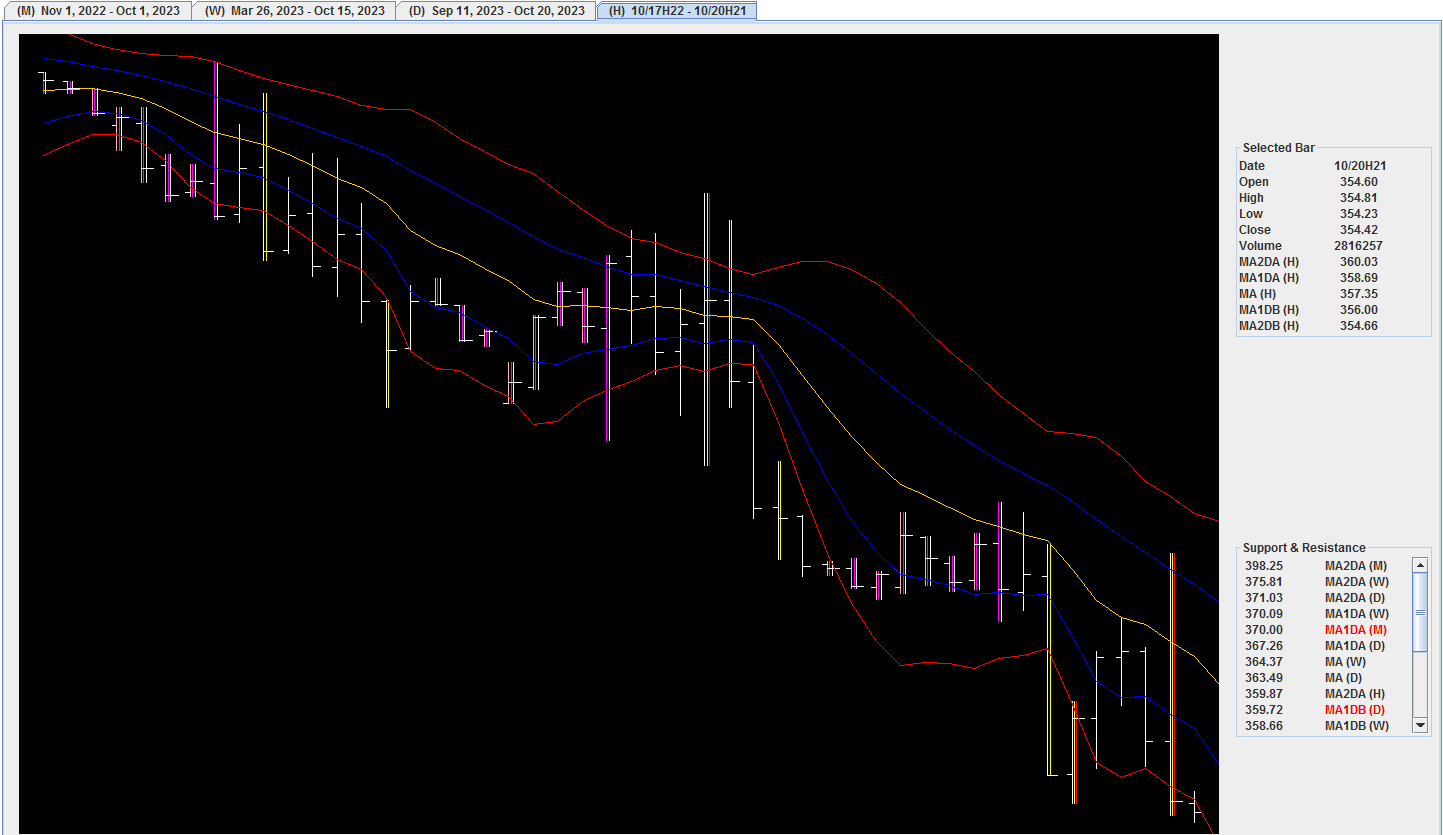 (M) Nov 1, 2022 - Oct 1, 2023 (W) Mar 26, 2023 - Oct 15, 2023 (D) Sep 11, 2023 - Oct 20, 2023 (H) 10/17H22 - 10/20H21
Selected Bar
Date 10/20H21
Open 354.60
High 354.81
Low 354.23
Close 354.42
Volume 2816257
MA2DA (H) 360.03
MA1DA (H) 358.69
MA (H) 357.35
MA1DB (H) 356.00
MA2DB (H) 354.66
Support & Resistance
398.25 MA2DA (M)
375.81 MA2DA (W)
371.03 MA2DA (D)
370.09 MA1DA (W)
370.00 MA1DA (M)
367.26 MA1DA (D)
364.37 MA (W)
363.49 MA (D)
359.87 MA2DA (H)
359.72 MA1DB (D)
358.66 MA1DB (W)